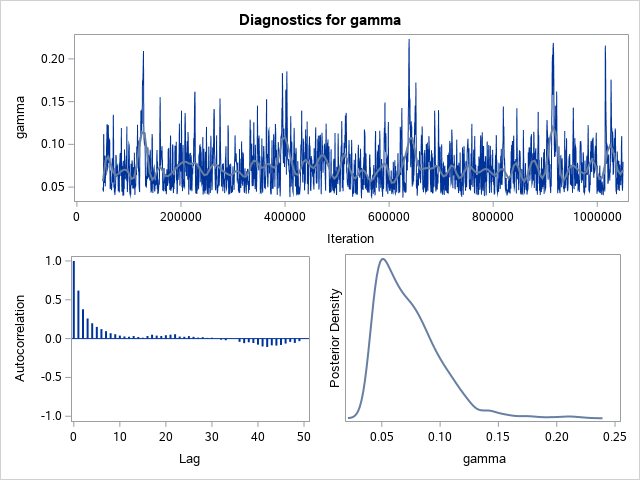 Diagnostics for gamma
gamma
0.20
0.15
0.10
0.05
0 200000 400000 600000 800000 1000000
Iteration
Autocorrelation
1.0
0.5
0.0
-0.5
-1.0
0 10 20 30 40 50
Lag
Posterior Density
0.05 0.10 0.15 0.20 0.25
gamma